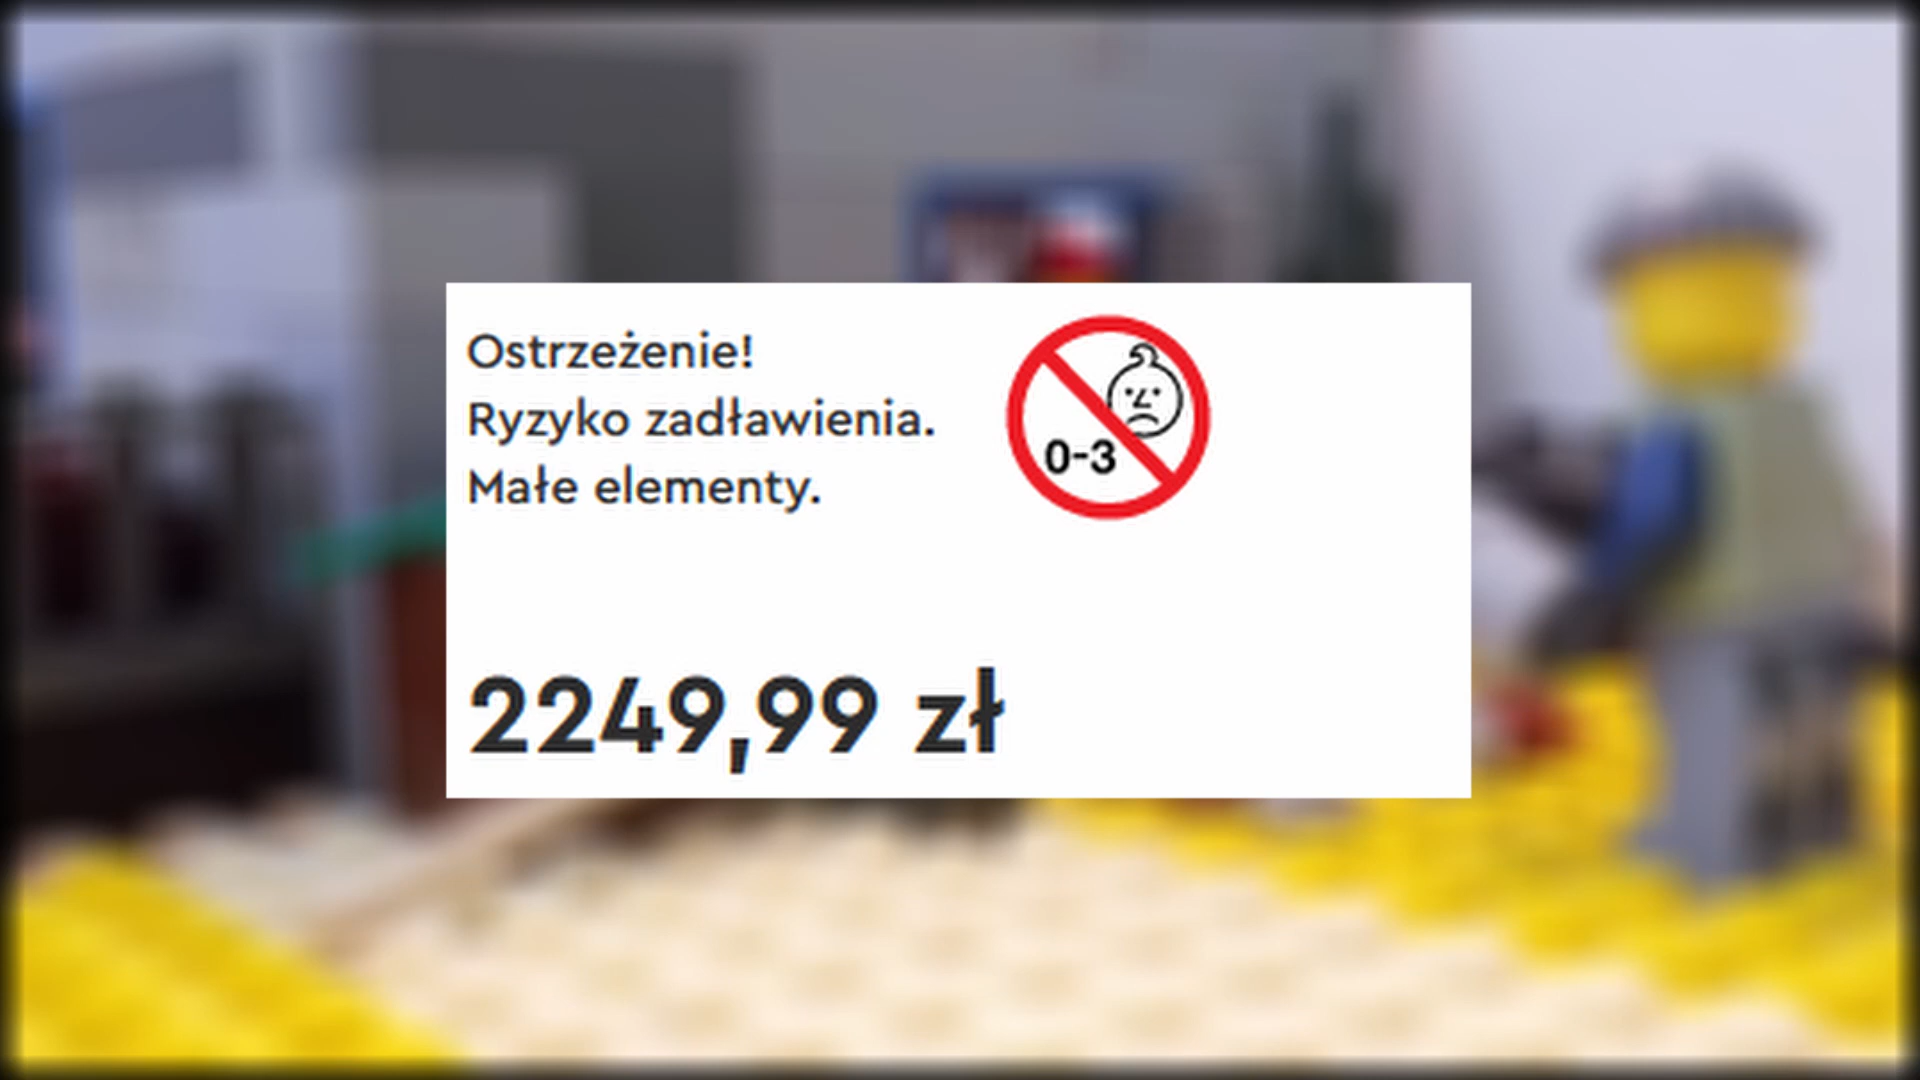 Ostrzeżenie!
Ryzyko zadławienia.
Małe elementy.
0-3
2249,99 zł